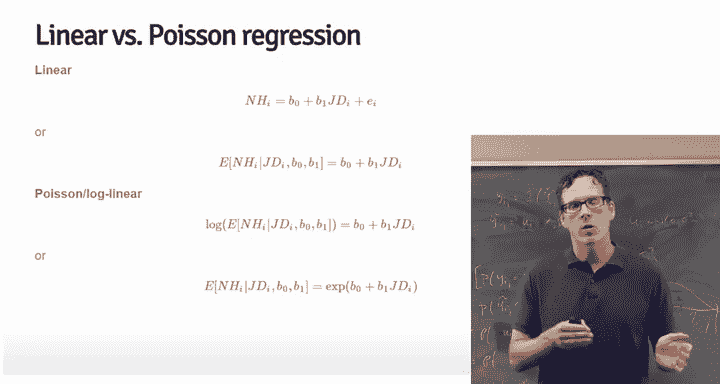 Linear vs. Poisson regression
Linear
NH_i = b_0 + b_1 JD_i + e_i
or
E[NH_i | JD_i, b_0, b_1] = b_0 + b_1 JD_i
Poisson/log-linear
log(E[NH_i | JD_i, b_0, b_1]) = b_0 + b_1 JD_i
or
E[NH_i | JD_i, b_0, b_1] = exp(b_0 + b_1 JD_i)